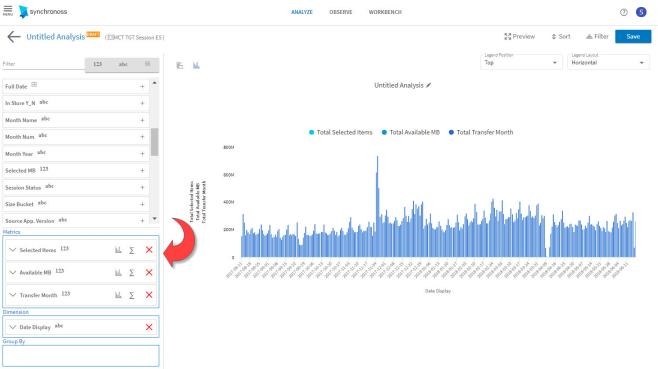 MENU
synchronoss
ANALYZE
OBSERVE
WORKBENCH
?
S
Untitled Analysis
DRAFT
MCT TGT Session ES
Preview
Sort
Filter
Save
Filter
123
abc
Legend Position
Top
Legend Layout
Horizontal
Full Date
In Store Y_N abc
Month Name abc
Month Num abc
Month Year abc
Selected MB 123
Session Status abc
Size Bucket abc
Source App. Version abc
Metrics
Selected Items 123
Available MB 123
Transfer Month 123
Dimension
Date Display abc
Group By
Untitled Analysis
Total Selected Items
Total Available MB
Total Transfer Month
Total Selected Items
Total Available MB
Total Transfer Month
800M
600M
400M
200M
0
Date Display